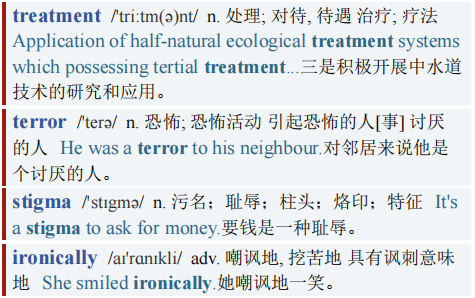 treatment /'tri:tm(ə)nt/ n. 处理; 对待, 待遇 治疗; 疗法
Application of half-natural ecological treatment systems
which possessing tertial treatment...三是积极开展中水道
技术的研究和应用。
terror /'terə/ n. 恐怖; 恐怖活动 引起恐怖的人[事] 讨厌
的人 He was a terror to his neighbour.对邻居来说他是
个讨厌的人。
stigma /'stɪgmə/ n. 污名；耻辱；柱头；烙印；特征 It's
a stigma to ask for money.要钱是一种耻辱。
ironically /aɪ'rɑnɪkli/ adv. 嘲讽地, 挖苦地 具有讽刺意味
地 She smiled ironically.她嘲讽地一笑。